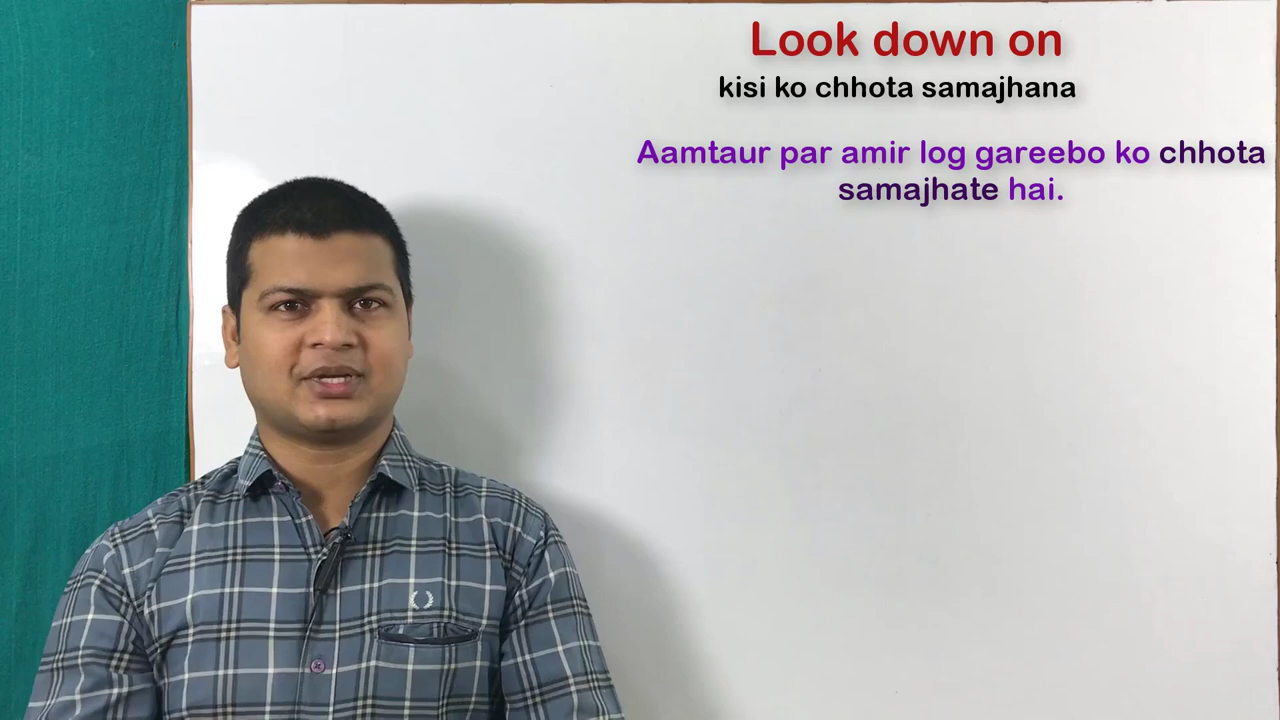 Look down on
kisi ko chhota samajhana
Aamtaur par amir log gareebo ko chhota
samajhate hai.